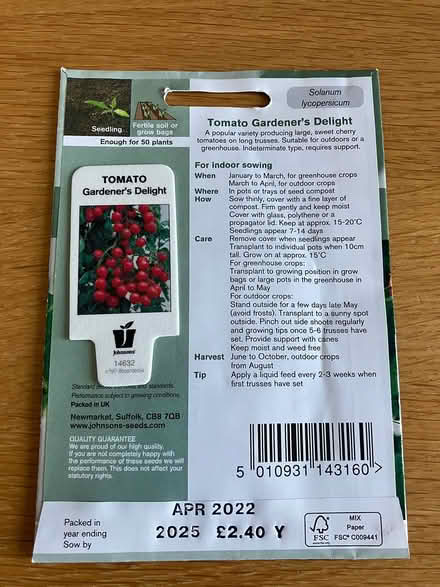 Solanum
lycopersicum
Seedling
Fertile soil or
grow bags
Enough for 50 plants
Tomato Gardener's Delight
A popular variety producing large, sweet cherry
tomatoes on long trusses. Suitable for outdoors or a
greenhouse. Indeterminate type, requires support.
For indoor sowing
When January to March, for greenhouse crops
March to April, for outdoor crops
Where In pots or trays of seed compost
How Sow thinly, cover with a fine layer of
compost. Firm gently and keep moist
Cover with glass, polythene or a
propagator lid. Keep at approx. 15-20°C
Seedlings appear 7-14 days
Care Remove cover when seedlings appear
Transplant to individual pots when 10cm
tall. Grow on at approx. 15°C
For greenhouse crops:
Transplant to growing position in grow
bags or large pots in the greenhouse in
April to May
For outdoor crops:
Stand outside for a few days late May
(avoid frosts). Transplant to a sunny spot
outside. Pinch out side shoots regularly
and growing tips once 5-6 trusses have
set. Provide support with canes
Keep moist and weed free
Harvest June to October, outdoor crops
from August
Tip Apply a liquid feed every 2-3 weeks when
first trusses have set
TOMATO
Gardener's Delight
Johnsons
14632
Standard and standards.
Performance subject to growing conditions.
Packed in UK
Newmarket, Suffolk, CB8 7QB
www.johnsons-seeds.com
QUALITY GUARANTEE
We are proud of our high quality.
If you are not completely happy with
the performance of these seeds we will
replace them. This does not affect your
statutory rights.
5 010931 143160 >
Packed in
year ending
Sow by
APR 2022
2025 £2.40 Y
FSC
MIX
Paper
FSC® C009441